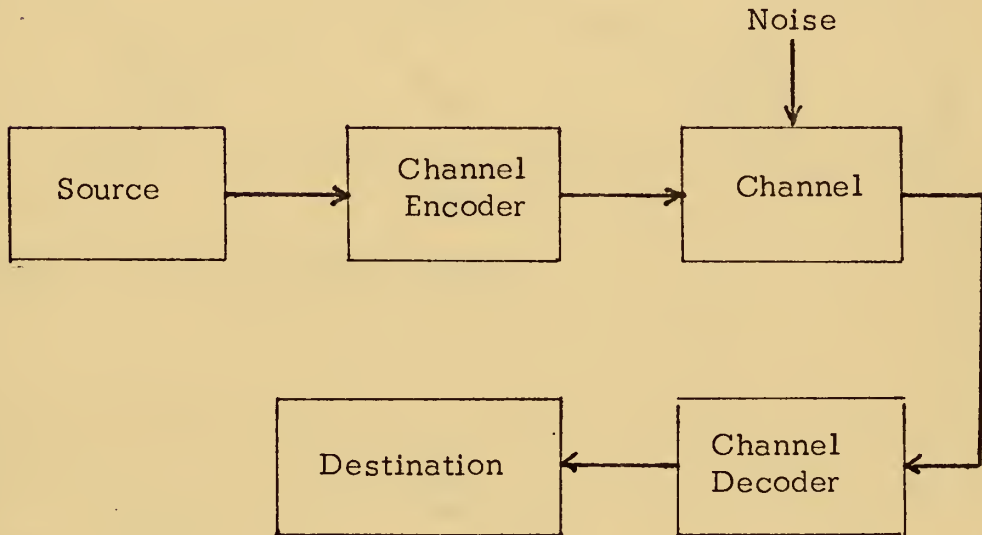 Noise
Source
Channel
Encoder
Channel
Destination
Channel
Decoder